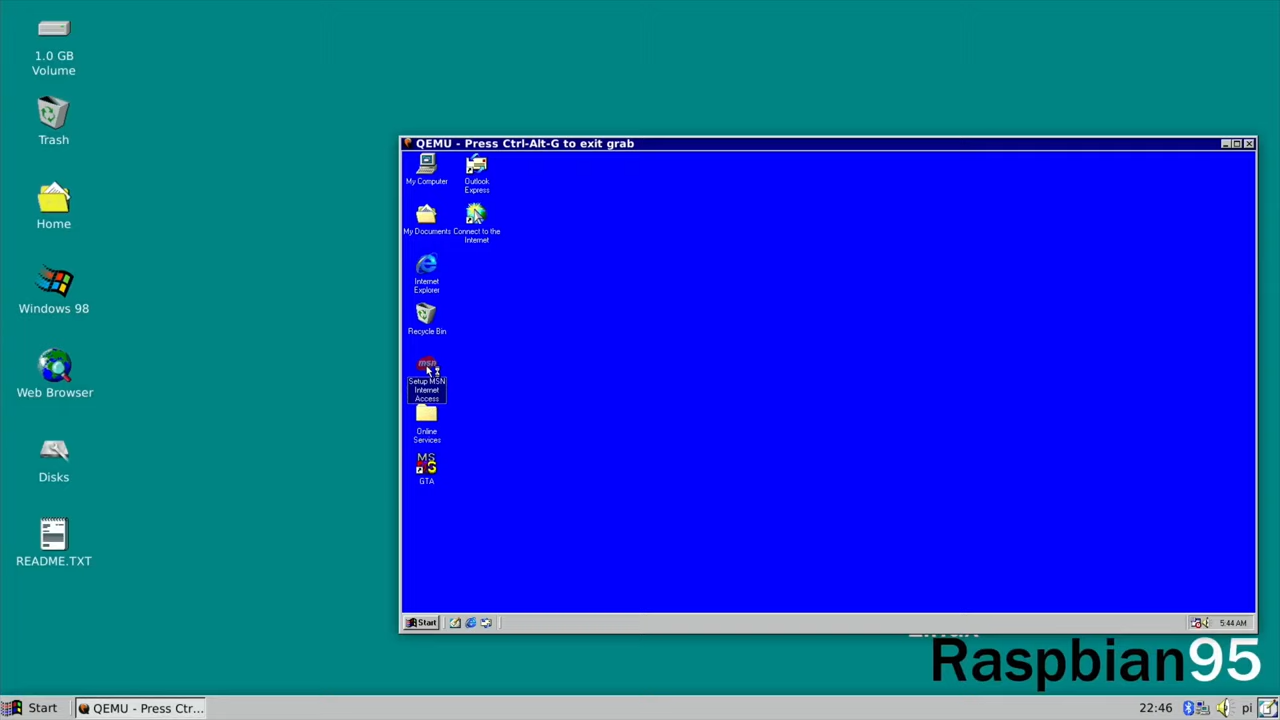 1.0 GB
Volume
Trash
Home
Windows 98
Web Browser
Disks
README.TXT
QEMU - Press Ctrl-Alt-G to exit grab
My Computer
Outlook
Express
My Documents
Connect to the
Internet
Internet
Explorer
Recycle Bin
msn
Setup MSN
Internet
Access
Online
Services
MS
GTA
Start
5:44 AM
Raspbian95
Start
QEMU - Press Ctr...
22:46
pi